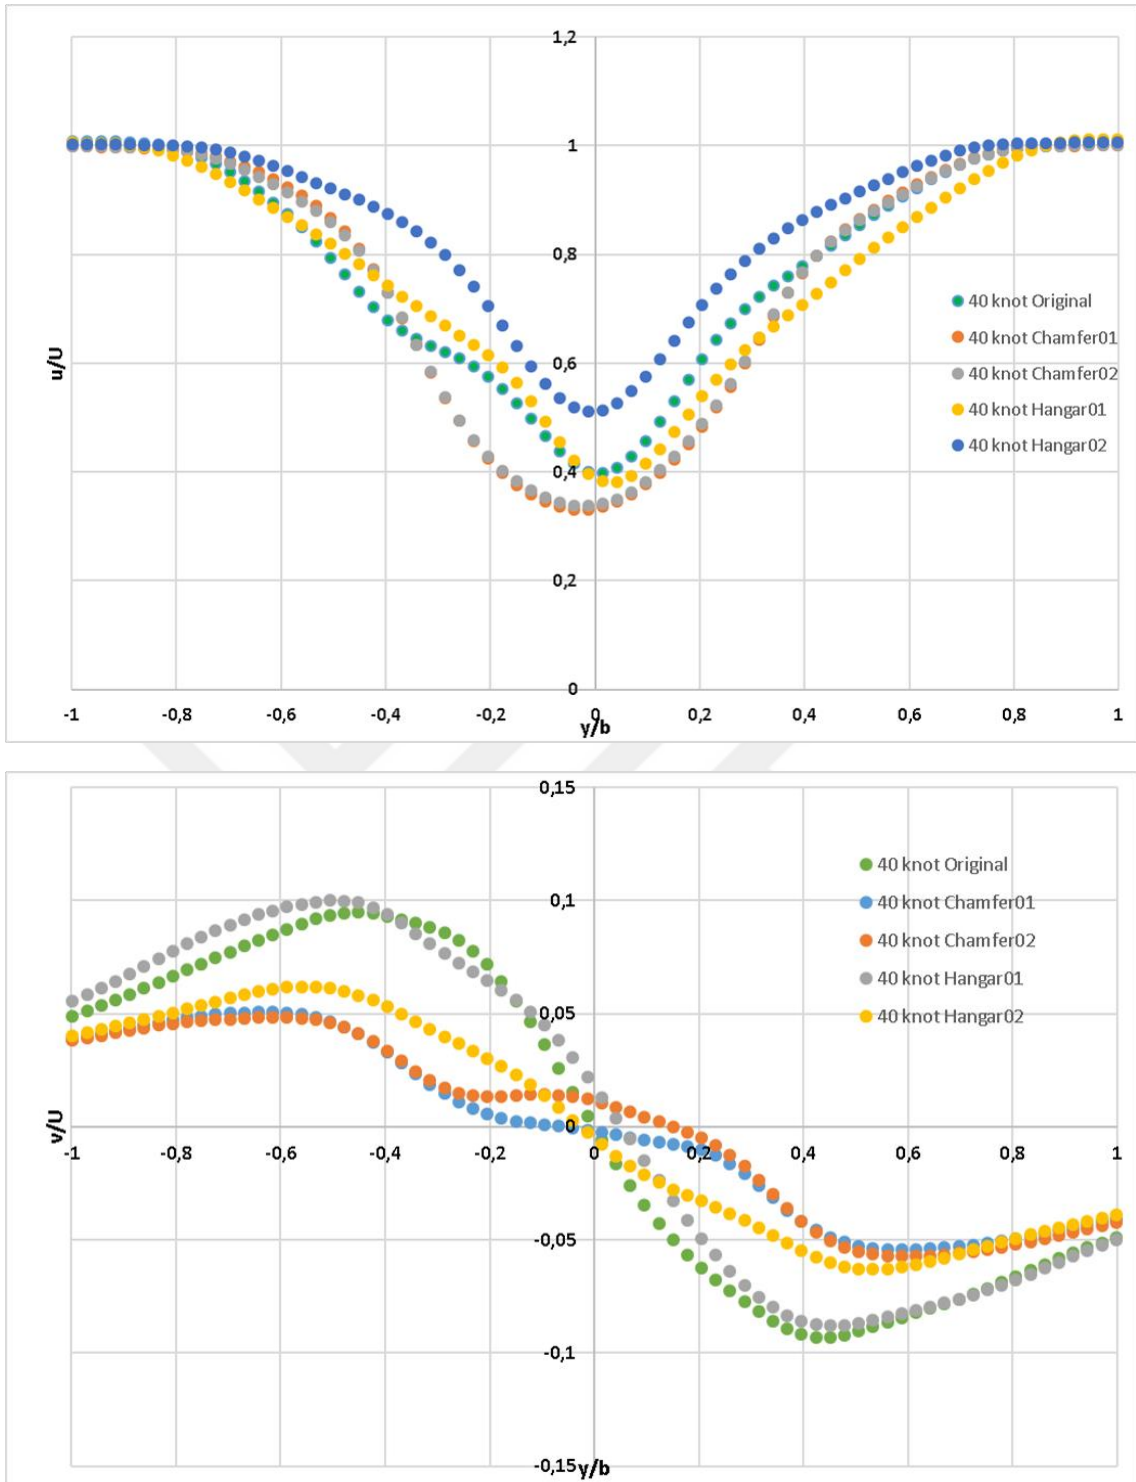 1,2
1
0,8
0,6
0,4
0,2
0
u/U
-1 -0,8 -0,6 -0,4 -0,2 0 0,2 0,4 0,6 0,8 1
y/b
40 knot Original
40 knot Chamfer01
40 knot Chamfer02
40 knot Hangar01
40 knot Hangar02
0,15
0,1
0,05
0
-0,05
-0,1
-0,15
v/U
-1 -0,8 -0,6 -0,4 -0,2 0 0,2 0,4 0,6 0,8 1
y/b
40 knot Original
40 knot Chamfer01
40 knot Chamfer02
40 knot Hangar01
40 knot Hangar02